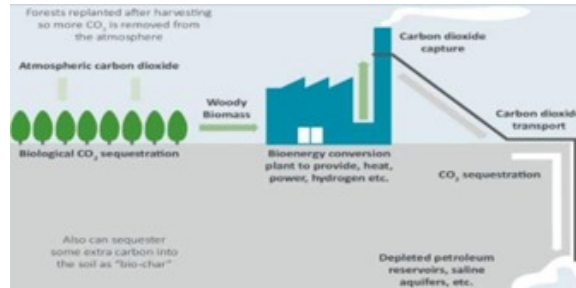 Forests replanted after harvesting
so more CO₂ is removed from
the atmosphere
Atmospheric carbon dioxide
Biological CO₂ sequestration
Woody
Biomass
Bioenergy conversion
plant to provide, heat,
power, hydrogen etc.
Carbon dioxide
capture
Carbon dioxide
transport
CO₂ sequestration
Also can sequester
some extra carbon into
the soil as "bio-char"
Depleted petroleum
reservoirs, saline
aquifers, etc.